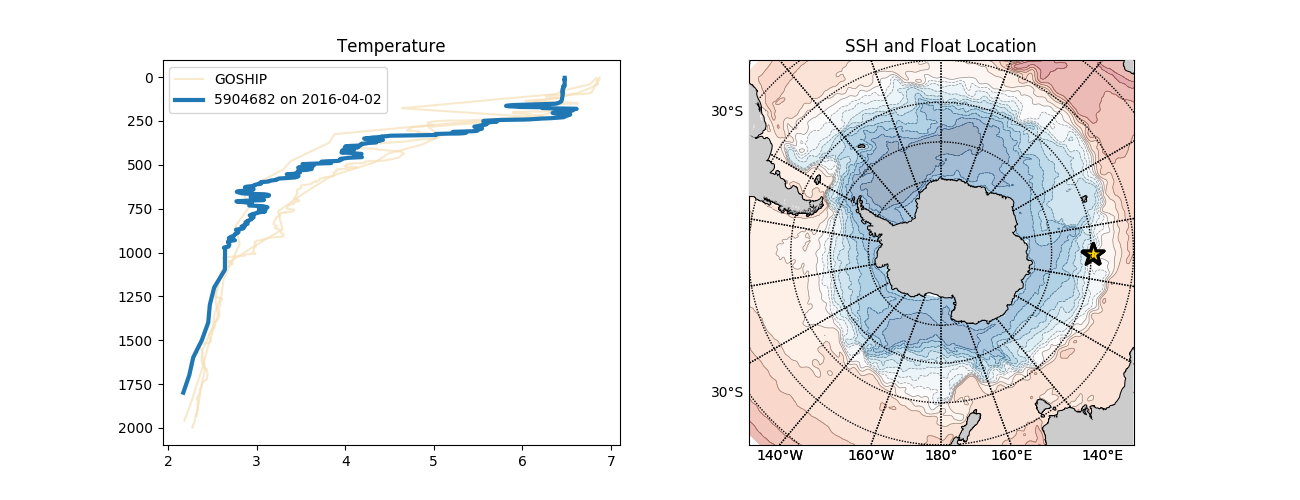 Temperature
GOSHIP
5904682 on 2016-04-02
0
250
500
750
1000
1250
1500
1750
2000
2 3 4 5 6 7
SSH and Float Location
30°S
30°S
140°W 160°W 180° 160°E 140°E